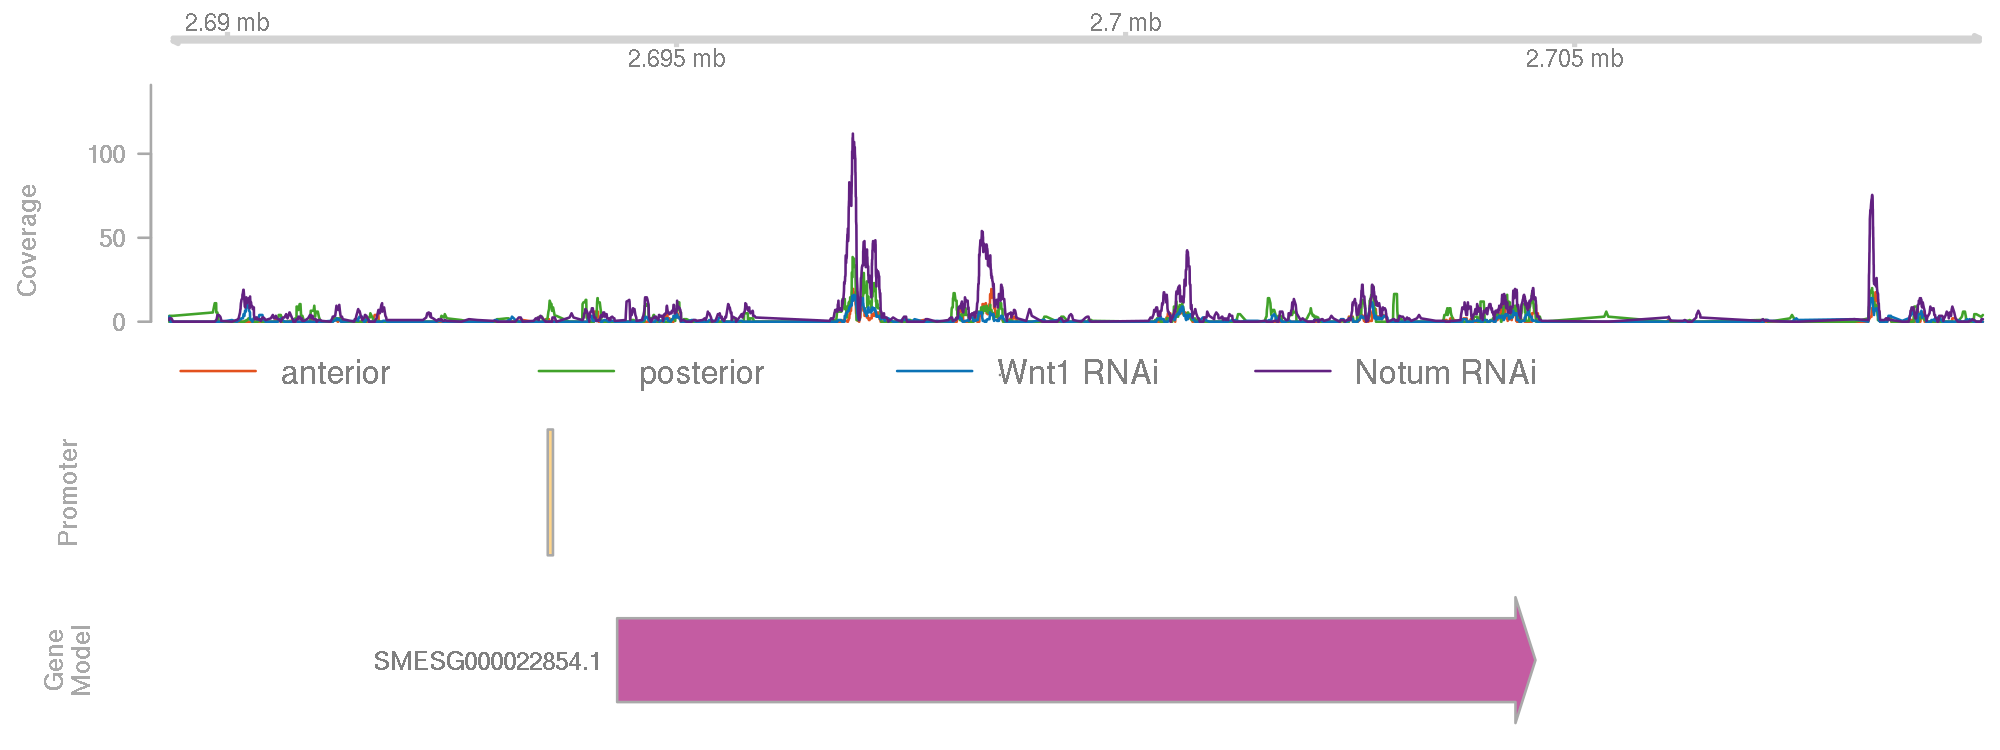 2.69 mb
2.7 mb
2.695 mb
2.705 mb
Coverage
100
50
0
anterior
posterior
Wnt1 RNAi
Notum RNAi
Promoter
Gene
Model
SMESG000022854.1